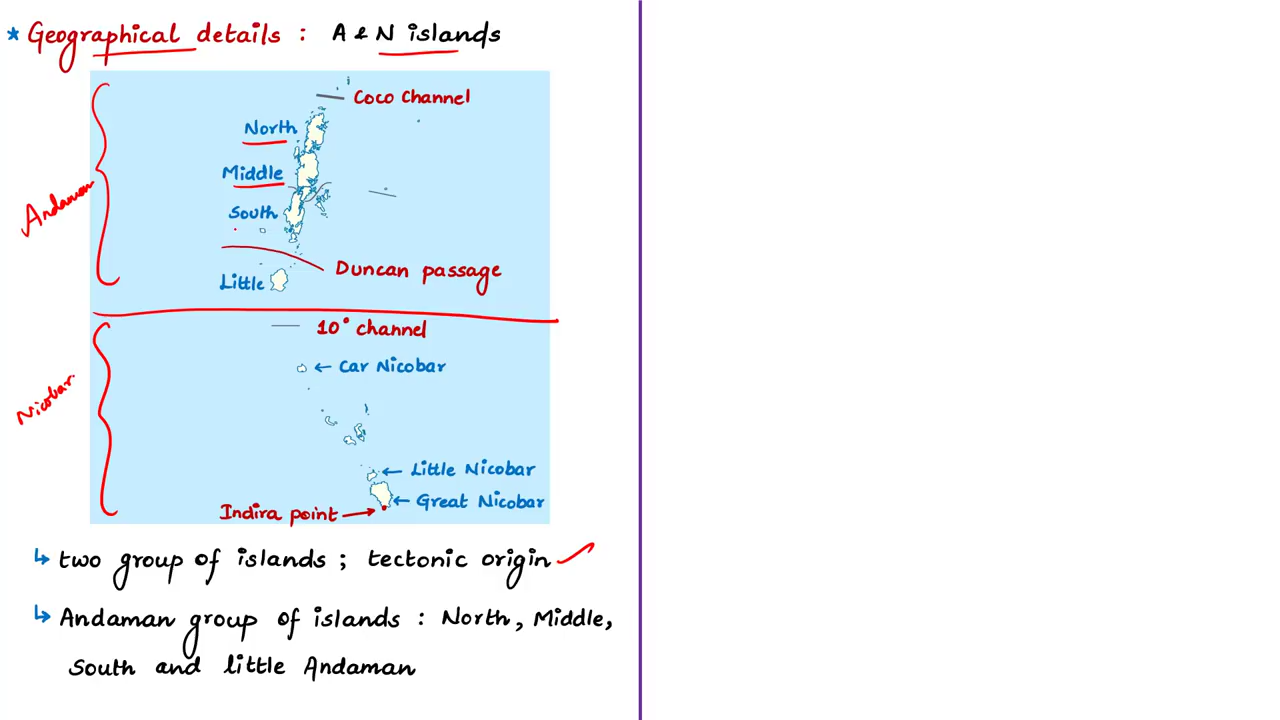 * Geographical details : A & N islands
Coco Channel
North
Middle
Andaman
South
Duncan passage
Little
10° channel
Car Nicobar
Nicobar
Little Nicobar
Great Nicobar
Indira point
↳ two group of islands ; tectonic origin
↳ Andaman group of islands : North, Middle,
South and little Andaman